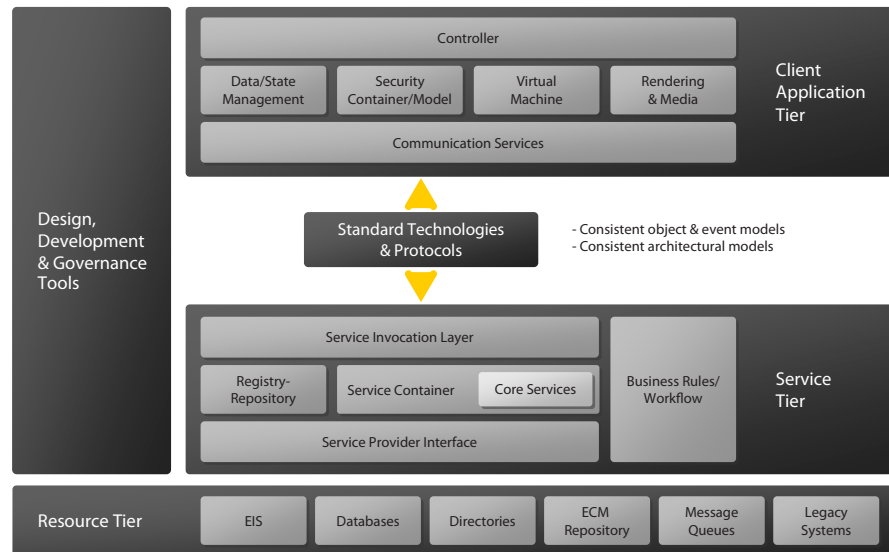 Controller
Data/State
Management
Security
Container/Model
Virtual
Machine
Rendering
& Media
Communication Services
Client
Application
Tier
Design,
Development
& Governance
Tools
Standard Technologies
& Protocols
- Consistent object & event models
- Consistent architectural models
Service Invocation Layer
Registry-
Repository
Service Container
Core Services
Service Provider Interface
Business Rules/
Workflow
Service
Tier
Resource Tier
EIS
Databases
Directories
ECM
Repository
Message
Queues
Legacy
Systems